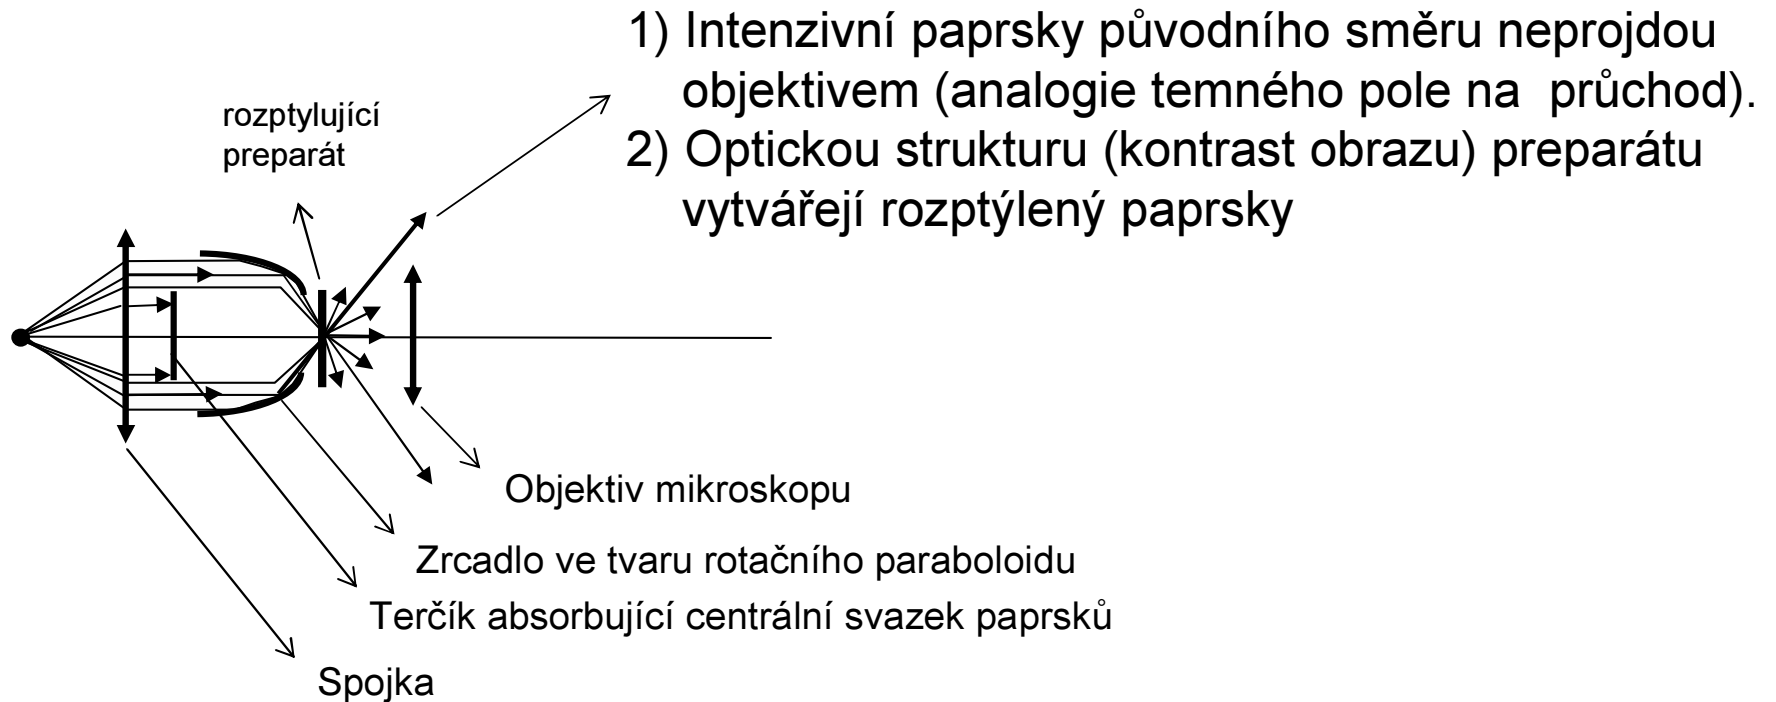 1) Intenzivní paprsky původního směru neprojdou
objektivem (analogie temného pole na průchod).
2) Optickou strukturu (kontrast obrazu) preparátu
vytvářejí rozptýlený paprsky
rozptylující
preparát
Objektiv mikroskopu
Zrcadlo ve tvaru rotačního paraboloidu
Terčík absorbující centrální svazek paprsků
Spojka